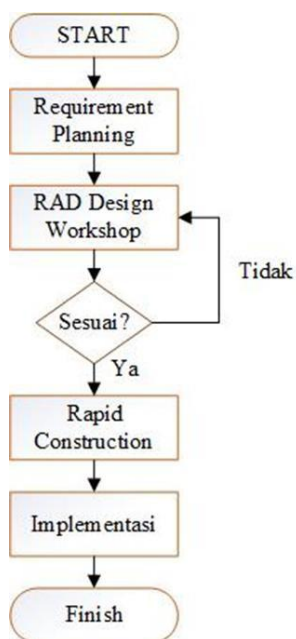 START
Requirement
Planning
RAD Design
Workshop
Tidak
Sesuai?
Ya
Rapid
Construction
Implementasi
Finish